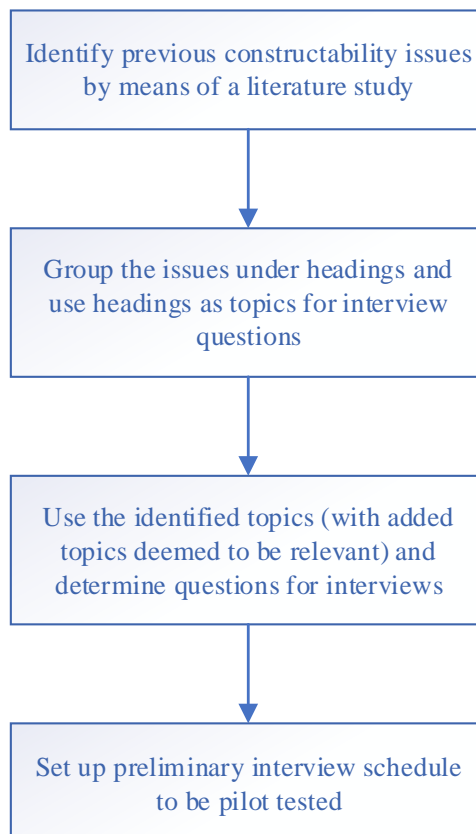 Identify previous constructability issues
by means of a literature study
Group the issues under headings and
use headings as topics for interview
questions
Use the identified topics (with added
topics deemed to be relevant) and
determine questions for interviews
Set up preliminary interview schedule
to be pilot tested